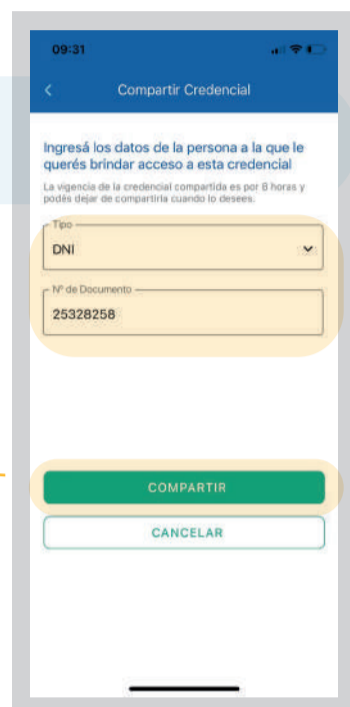 09:31
Compartir Credencial
Ingresá los datos de la persona a la que le
querés brindar acceso a esta credencial
La vigencia de la credencial compartida es por 8 horas y
podés dejar de compartirla cuando lo desees.
Tipo
DNI
Nº de Documento
25328258
COMPARTIR
CANCELAR